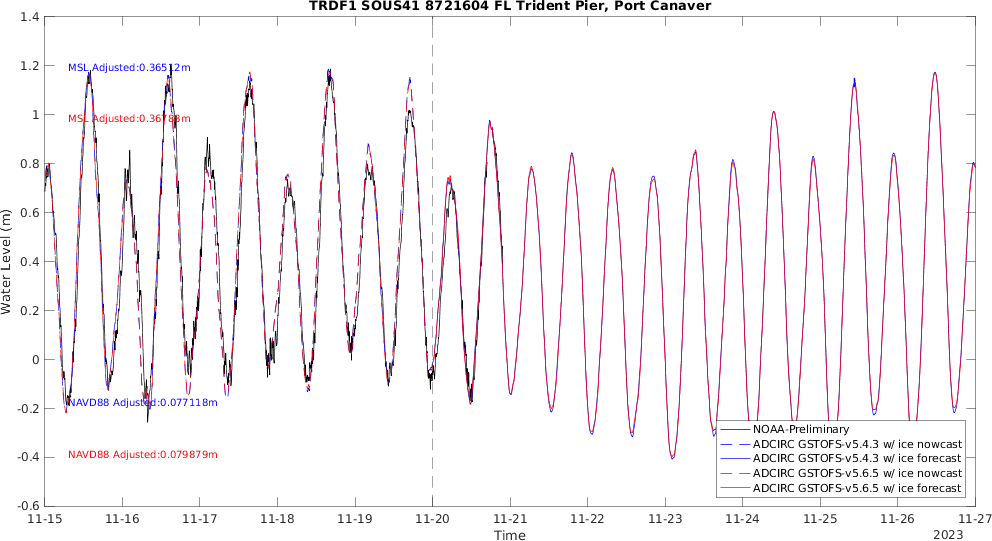 TRDF1 SOUS41 8721604 FL Trident Pier, Port Canaver
1.4
1.2
1
0.8
0.6
0.4
0.2
0
-0.2
-0.4
-0.6
Water Level (m)
MSL Adjusted:0.36512m
MSL Adjusted:0.36783m
NAVD88 Adjusted:0.077118m
NAVD88 Adjusted:0.079879m
NOAA-Preliminary
ADCIRC GSTOFS-v5.4.3 w/ ice nowcast
ADCIRC GSTOFS-v5.4.3 w/ ice forecast
ADCIRC GSTOFS-v5.6.5 w/ ice nowcast
ADCIRC GSTOFS-v5.6.5 w/ ice forecast
11-15 11-16 11-17 11-18 11-19 11-20 11-21 11-22 11-23 11-24 11-25 11-26 11-27
Time
2023